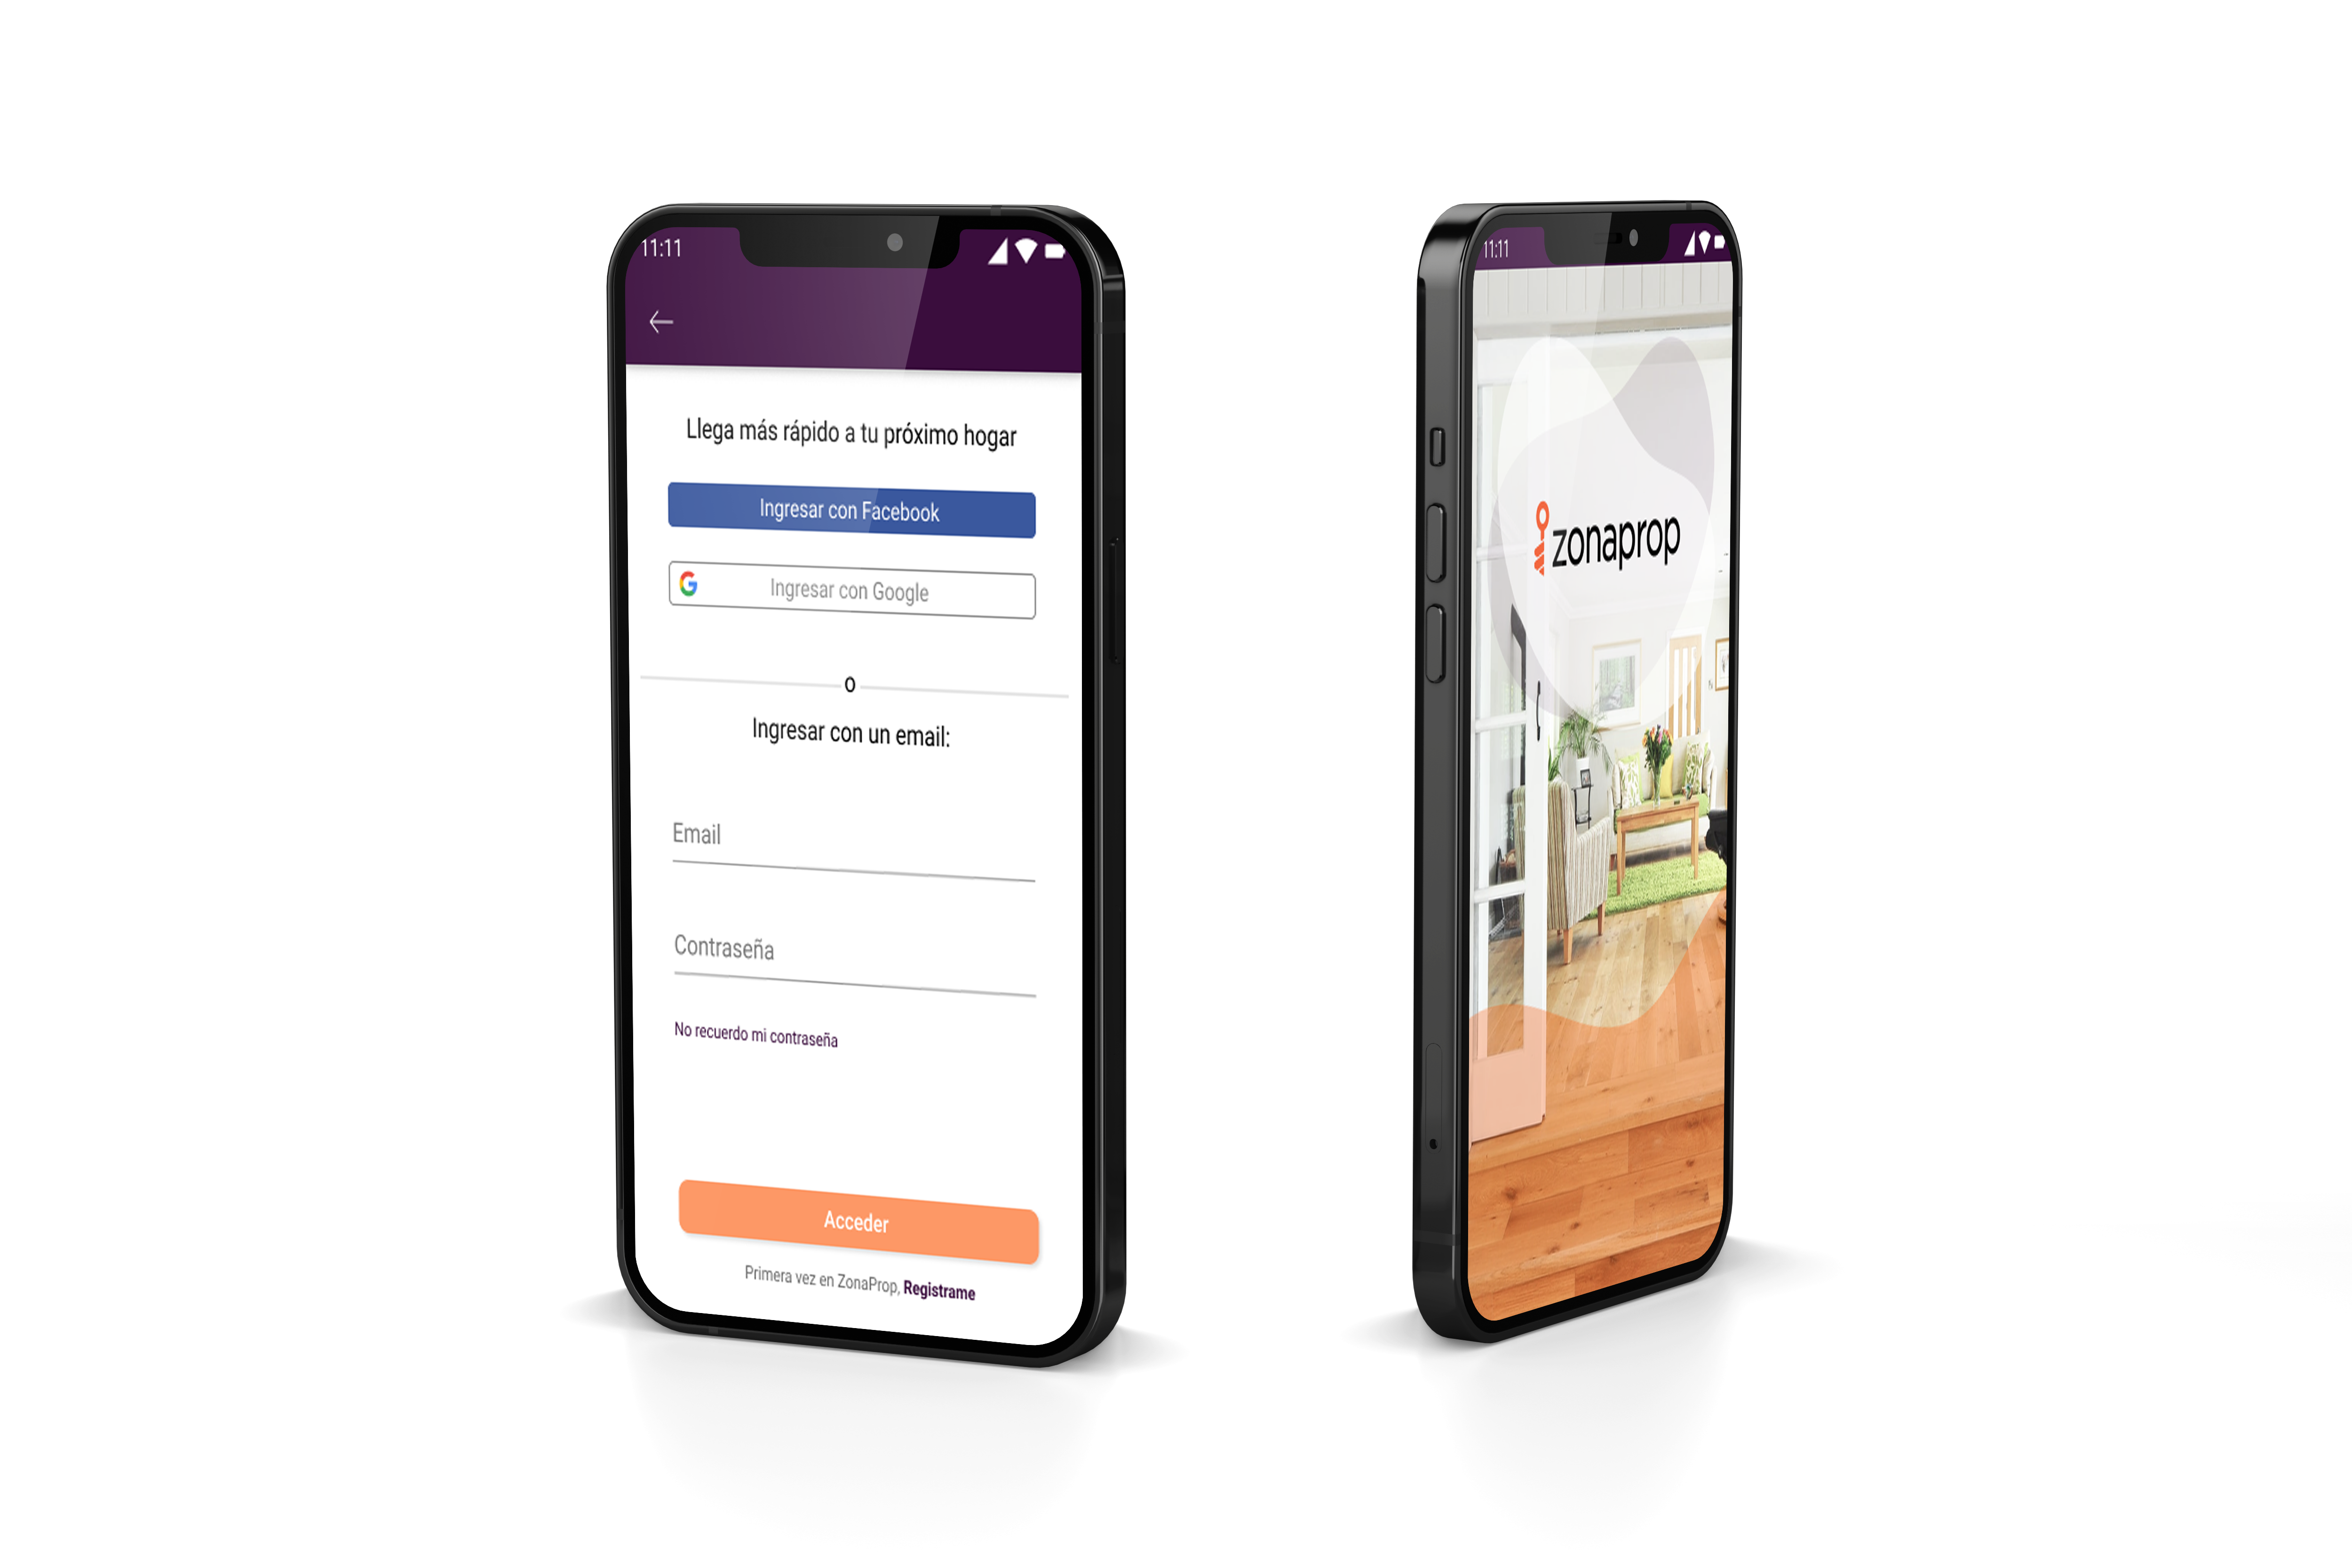 11:11
Llega más rápido a tu próximo hogar
Ingresar con Facebook
Ingresar con Google
o
Ingresar con un email:
Email
Contraseña
No recuerdo mi contraseña
Acceder
Primera vez en ZonaProp, Registrame
11:11
zonaprop